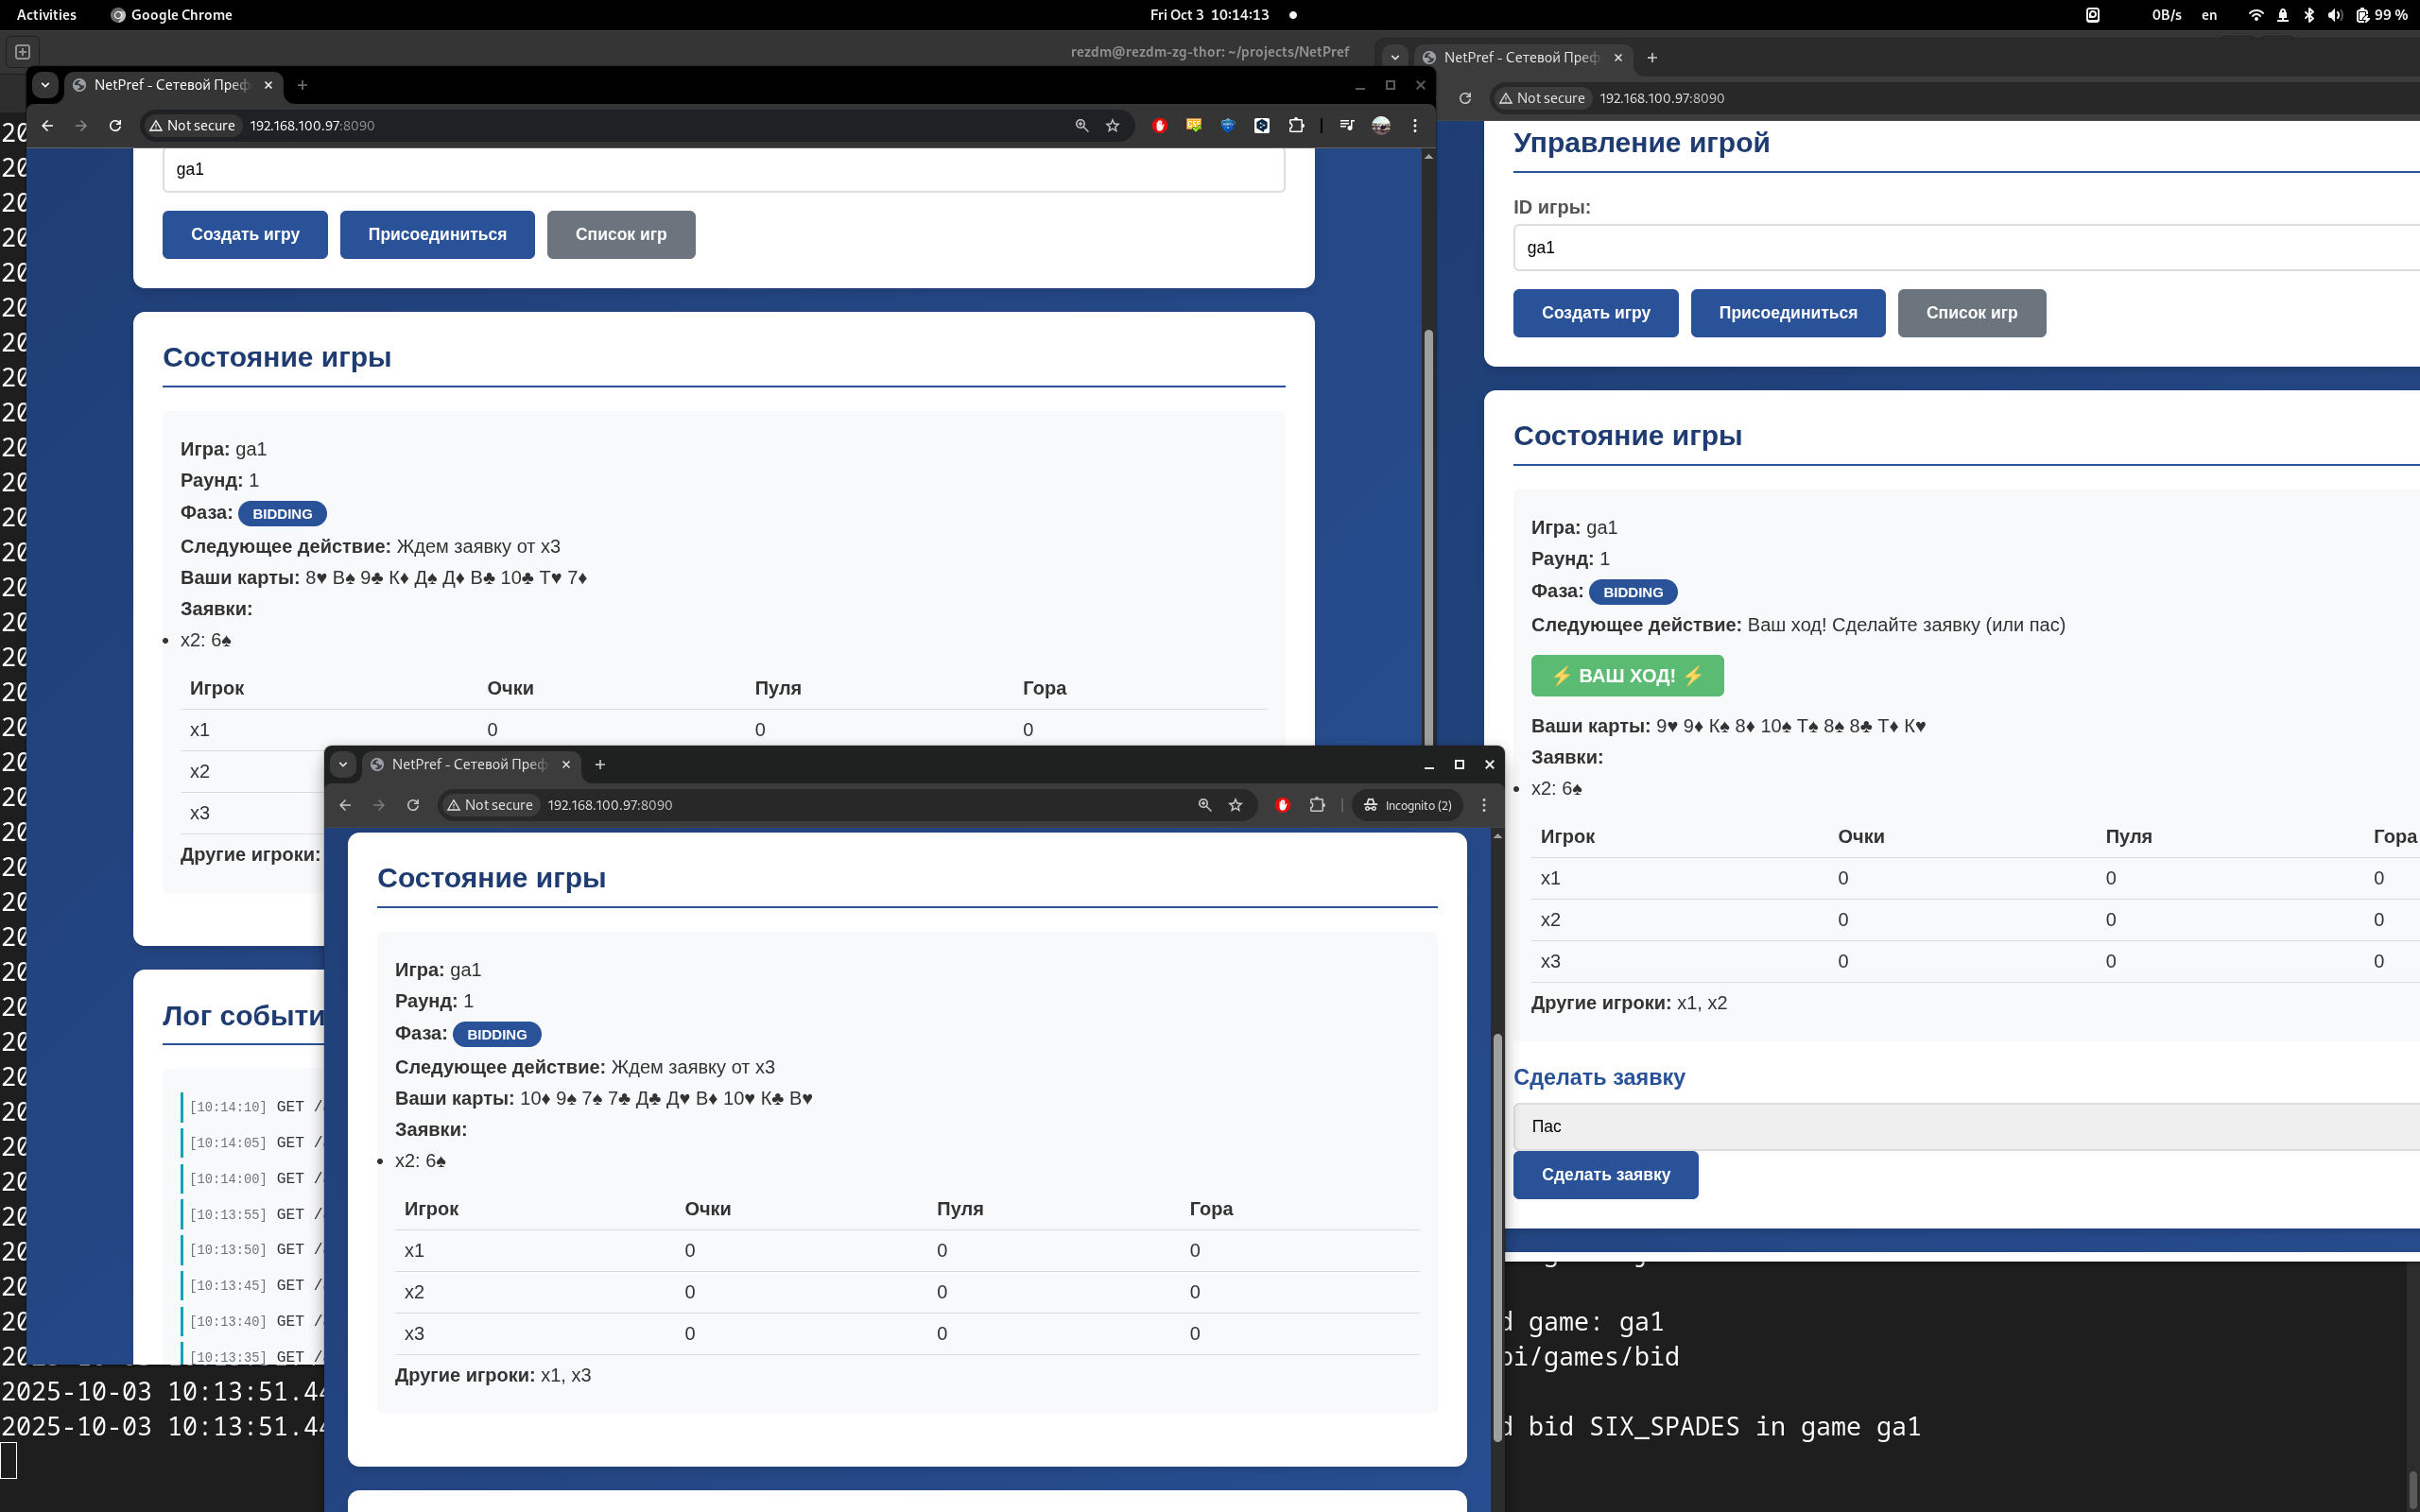 Activities Google Chrome Fri Oct 3 10:14:13 0B/s en 99 %
rezdm@rezdm-zg-thor: ~/projects/NetPref
NetPref - Сетевой Преф
Not secure 192.168.100.97:8090
ga1
Создать игру Присоединиться Список игр
Состояние игры
Игра: ga1
Раунд: 1
Фаза: BIDDING
Следующее действие: Ждем заявку от x3
Ваши карты: 8♥ В♠ 9♣ К♦ Д♠ Д♦ В♣ 10♣ Т♥ 7♦
Заявки:
• x2: 6♠
Игрок Очки Пуля Гора
x1 0 0 0
x2
x3
Другие игроки:
Лог событи
[10:14:10] GET /
[10:14:05] GET /
[10:14:00] GET /
[10:13:55] GET /
[10:13:50] GET /
[10:13:45] GET /
[10:13:40] GET /
[10:13:35] GET /
NetPref - Сетевой Преф
Not secure 192.168.100.97:8090
Управление игрой
ID игры:
ga1
Создать игру Присоединиться Список игр
Состояние игры
Игра: ga1
Раунд: 1
Фаза: BIDDING
Следующее действие: Ваш ход! Сделайте заявку (или пас)
⚡ ВАШ ХОД! ⚡
Ваши карты: 9♥ 9♦ К♠ 8♦ 10♠ Т♠ 8♠ 8♣ Т♦ К♥
Заявки:
• x2: 6♠
Игрок Очки Пуля Гора
x1 0 0 0
x2 0 0 0
x3 0 0 0
Другие игроки: x1, x2
Сделать заявку
Пас
Сделать заявку
NetPref - Сетевой Преф
Not secure 192.168.100.97:8090 Incognito (2)
Состояние игры
Игра: ga1
Раунд: 1
Фаза: BIDDING
Следующее действие: Ждем заявку от x3
Ваши карты: 10♦ 9♠ 7♠ 7♣ Д♣ Д♥ В♦ 10♥ К♣ В♥
Заявки:
• x2: 6♠
Игрок Очки Пуля Гора
x1 0 0 0
x2 0 0 0
x3 0 0 0
Другие игроки: x1, x3
d game: ga1
pi/games/bid
2025-10-03 10:13:51.44
2025-10-03 10:13:51.44 d bid SIX_SPADES in game ga1